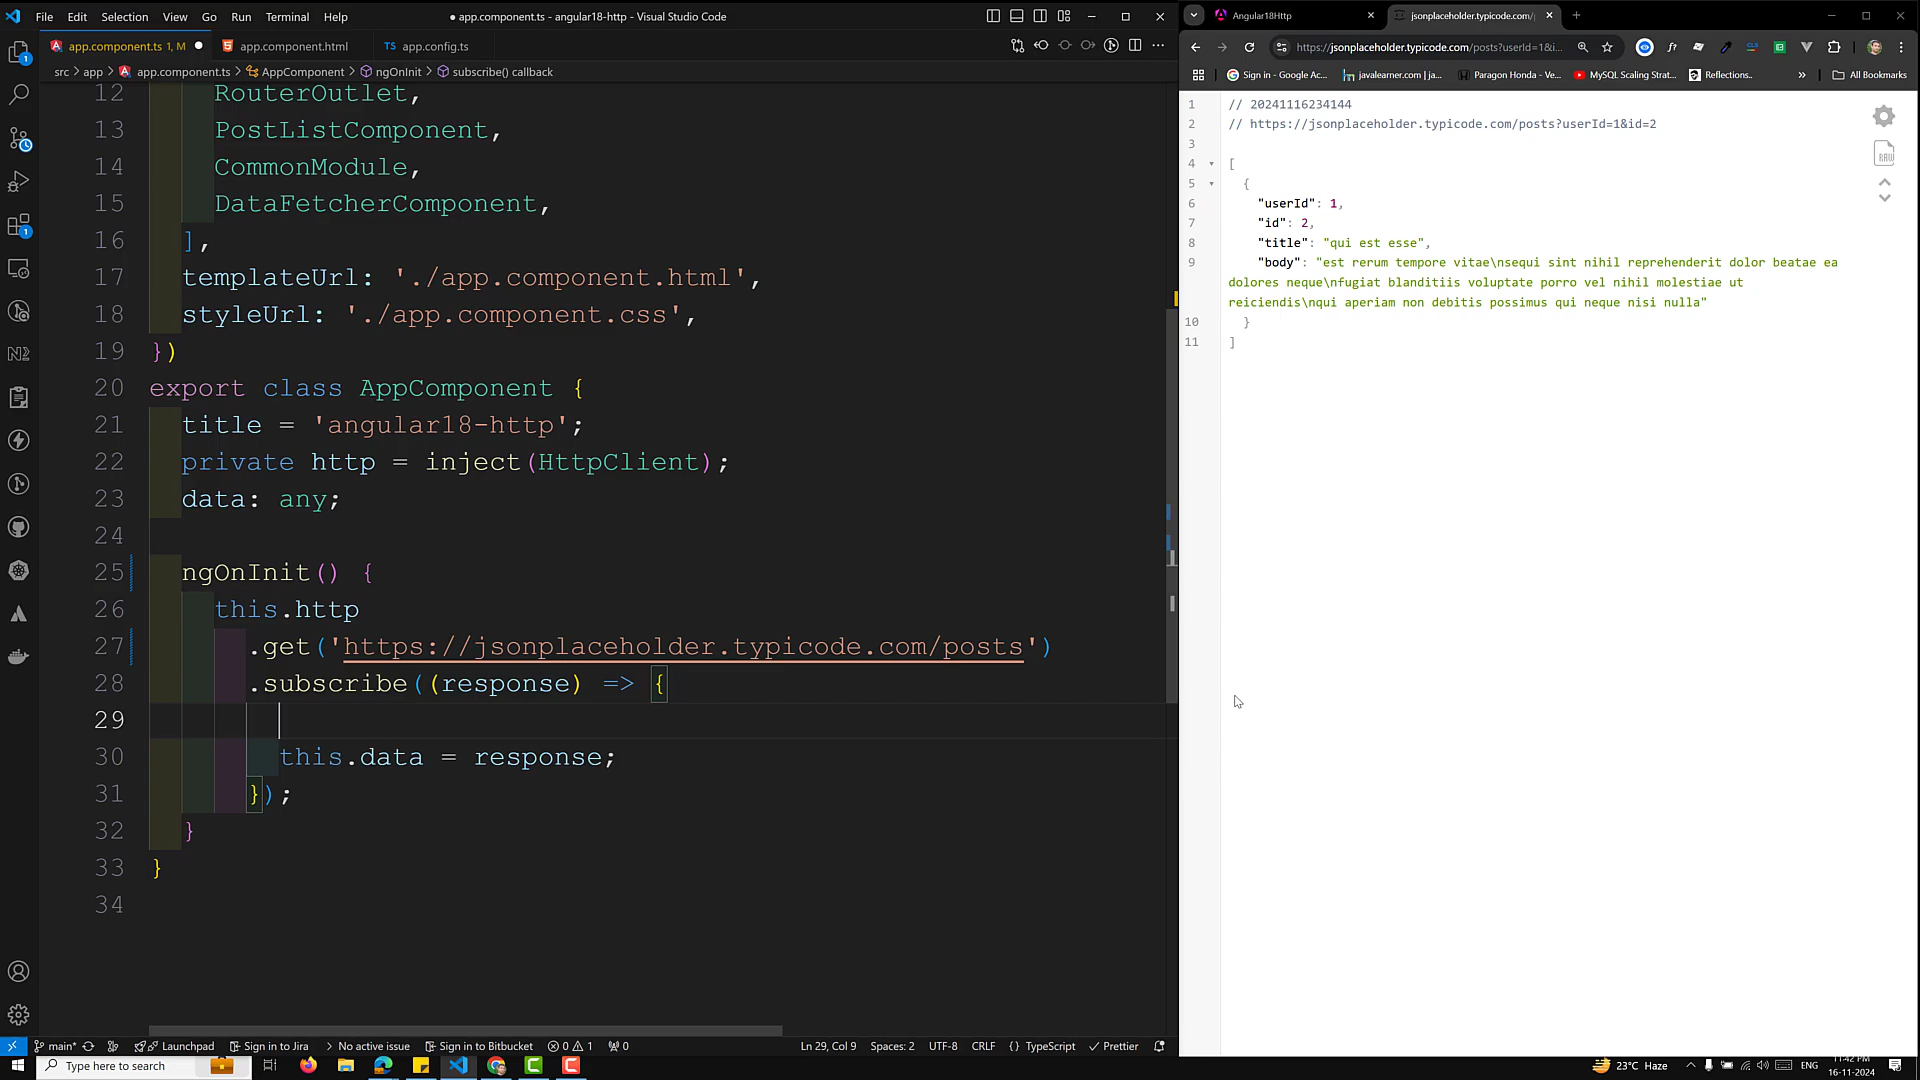 File Edit Selection View Go Run Terminal Help
● app.component.ts - angular18-http - Visual Studio Code
app.component.ts 1, M ●
app.component.html
TS app.config.ts
src > app > app.component.ts > AppComponent > ngOnInit > subscribe() callback
12 RouterOutlet,
13 PostListComponent,
14 CommonModule,
15 DataFetcherComponent,
16 ],
17 templateUrl: './app.component.html',
18 styleUrl: './app.component.css',
19 })
20 export class AppComponent {
21 title = 'angular18-http';
22 private http = inject(HttpClient);
23 data: any;
24
25 ngOnInit() {
26 this.http
27 .get('https://jsonplaceholder.typicode.com/posts')
28 .subscribe((response) => {
29
30 this.data = response;
31 });
32 }
33 }
34
main* Launchpad Sign in to Jira No active issue Sign in to Bitbucket 0 1 0
Ln 29, Col 9 Spaces: 2 UTF-8 CRLF {} TypeScript Prettier
Angular18Http
jsonplaceholder.typicode.com/
https://jsonplaceholder.typicode.com/posts?userId=1&i...
Sign in - Google Ac...
javalearner.com | ja...
Paragon Honda - Ve...
MySQL Scaling Strat...
Reflections..
» All Bookmarks
1 // 20241116234144
2 // https://jsonplaceholder.typicode.com/posts?userId=1&id=2
3
4 [
5 {
6 "userId": 1,
7 "id": 2,
8 "title": "qui est esse",
9 "body": "est rerum tempore vitae\nsequi sint nihil reprehenderit dolor beatae ea
dolores neque\nfugiat blanditiis voluptate porro vel nihil molestiae ut
reiciendis\nqui aperiam non debitis possimus qui neque nisi nulla"
10 }
11 ]
RAW
Type here to search
23°C Haze
ENG
11:42 PM
16-11-2024